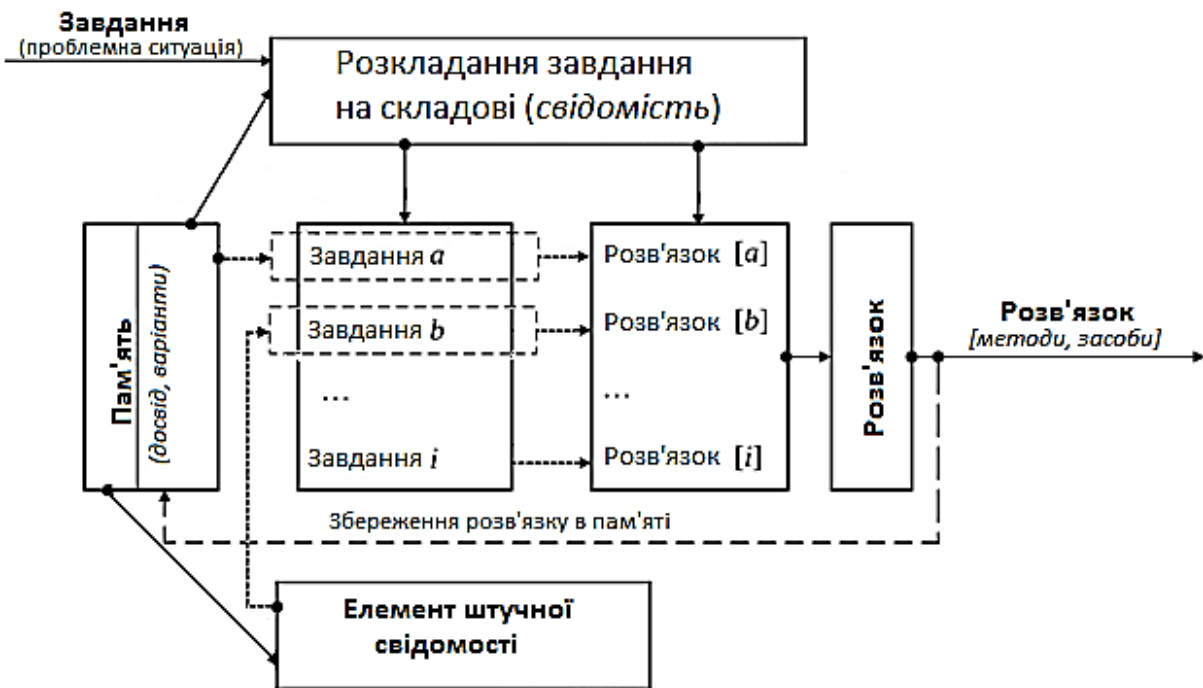 Завдання
(проблемна ситуація)
Розкладання завдання
на складові (свідомість)
Пам'ять
(досвід, варіанти)
Завдання a
Завдання b
...
Завдання i
Розв'язок [a]
Розв'язок [b]
...
Розв'язок [i]
Розв'язок
Розв'язок
[методи, засоби]
Збереження розв'язку в пам'яті
Елемент штучної
свідомості